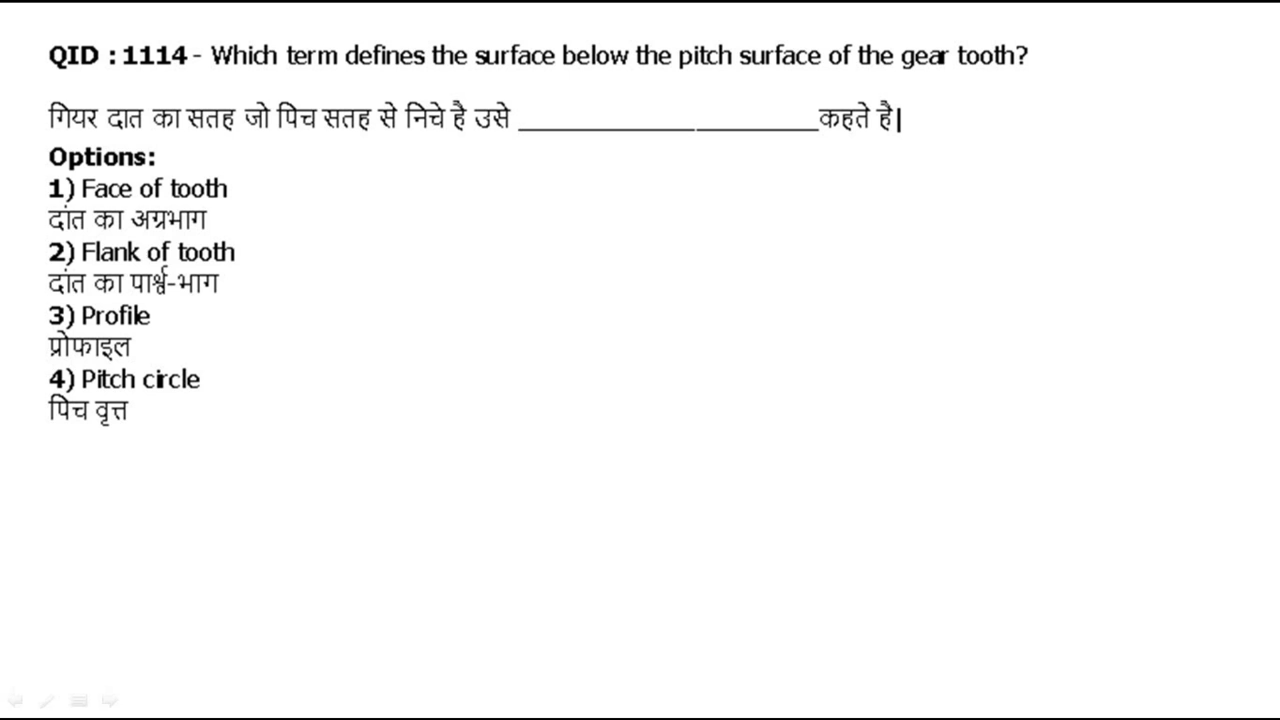 QID : 1114 - Which term defines the surface below the pitch surface of the gear tooth?
गियर दात का सतह जो पिच सतह से निचे है उसे ______________________कहते है|
Options:
1) Face of tooth
दांत का अग्रभाग
2) Flank of tooth
दांत का पार्श्व-भाग
3) Profile
प्रोफाइल
4) Pitch circle
पिच वृत्त